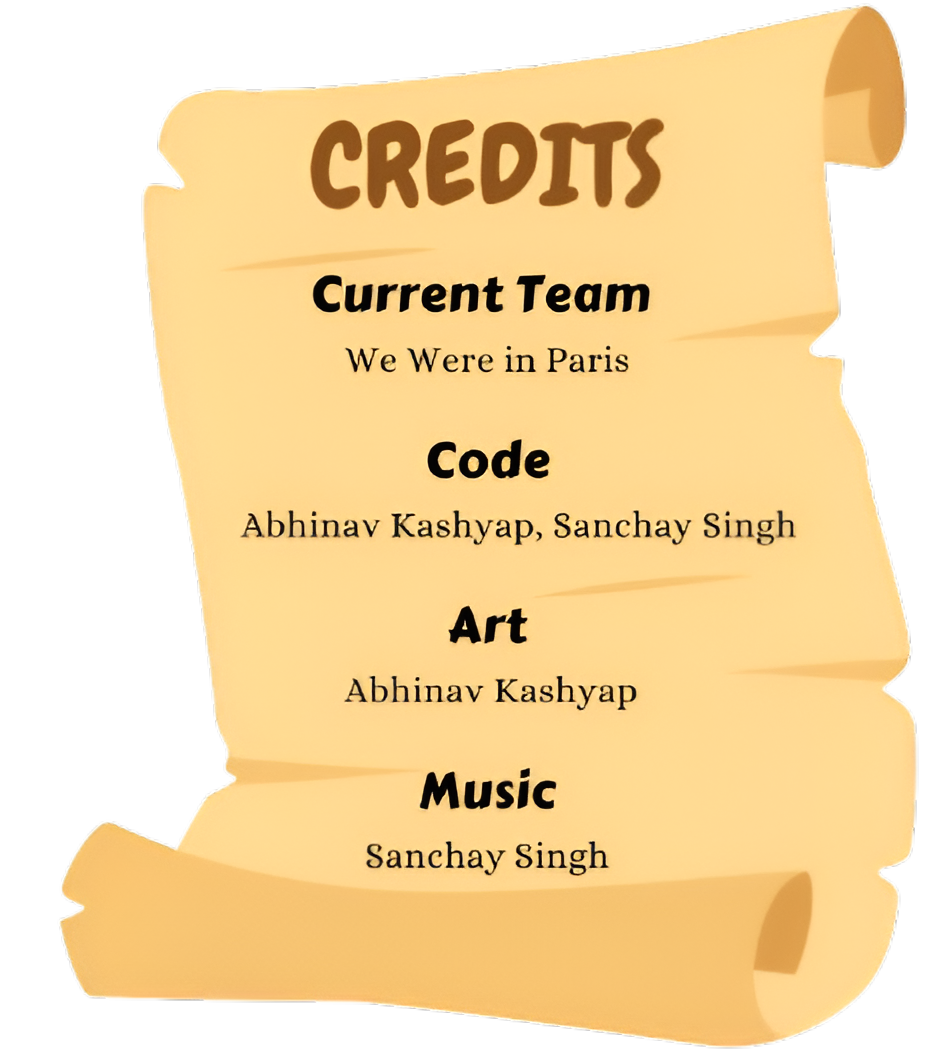 CREDITS
Current Team
We Were in Paris
Code
Abhinav Kashyap, Sanchay Singh
Art
Abhinav Kashyap
Music
Sanchay Singh